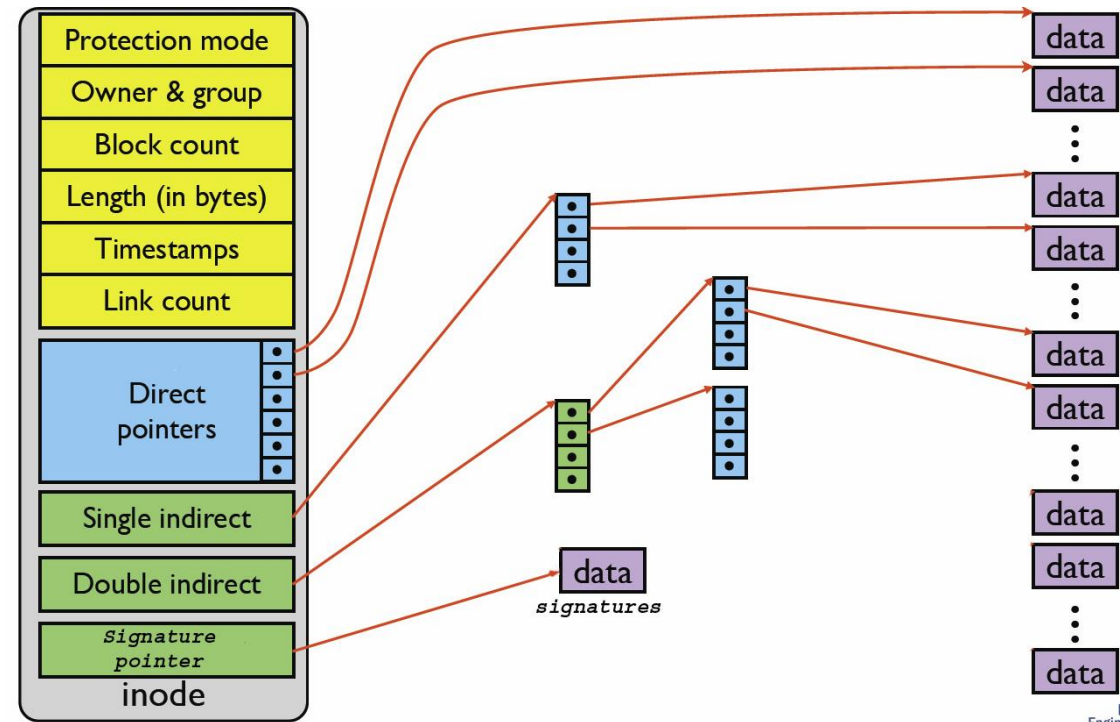 Protection mode
Owner & group
Block count
Length (in bytes)
Timestamps
Link count
Direct
pointers
Single indirect
Double indirect
Signature
pointer
inode
data
signatures
data
data
data
data
data
data
data
data
data